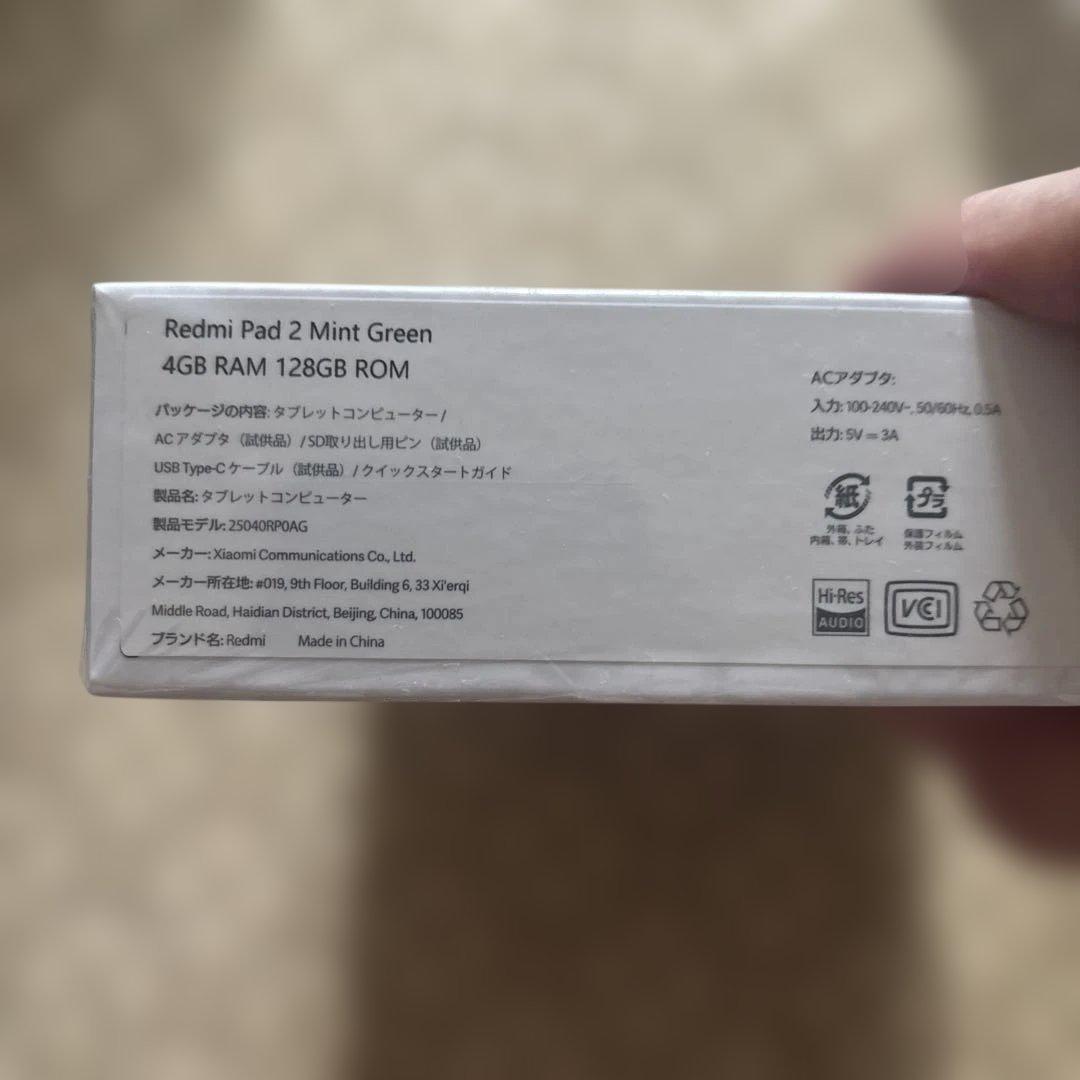 Redmi Pad 2 Mint Green
4GB RAM 128GB ROM
パッケージの内容: タブレットコンピューター /
AC アダプタ（試供品）/ SD取り出し用ピン（試供品）
USB Type-C ケーブル（試供品）/ クイックスタートガイド
製品名: タブレットコンピューター
製品モデル: 25040RP0AG
メーカー: Xiaomi Communications Co., Ltd.
メーカー所在地: #019, 9th Floor, Building 6, 33 Xi'erqi
Middle Road, Haidian District, Beijing, China, 100085
ブランド名: Redmi Made in China
ACアダプタ:
入力: 100-240V~, 50/60Hz, 0.5A
出力: 5V = 3A
紙
外箱、ふた
内箱、帯、トレイ
プラ
保護フィルム
外装フィルム
Hi-Res
AUDIO
VCCI